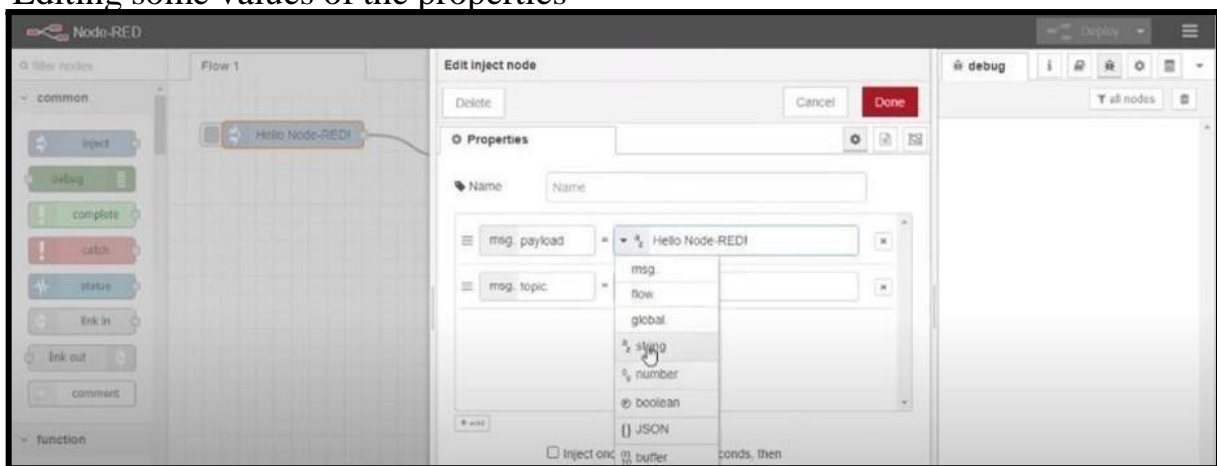 Editing some values of the properties
Node-RED
Deploy
filter nodes
Flow 1
Edit inject node
debug
i
common
Delete
Cancel
Done
all nodes
inject
Hello Node-RED!
Properties
debug
Name
Name
complete
msg. payload
=
Hello Node-RED!
catch
msg.
status
msg. topic
=
flow.
link in
global.
string
link out
number
comment
boolean
add
{} JSON
function
Inject onc
buffer
conds, then